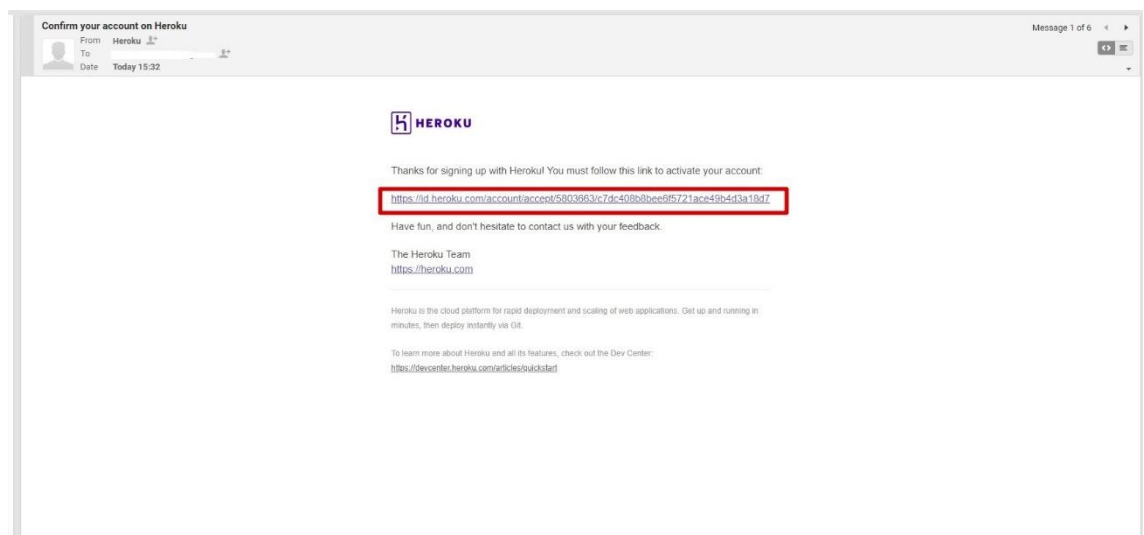 Confirm your account on Heroku
Message 1 of 6
From Heroku
To
Date Today 15:32
HEROKU
Thanks for signing up with Heroku! You must follow this link to activate your account:
https://id.heroku.com/account/accept/5803663/c7dc408b8bee6f5721ace49b4d3a18d7
Have fun, and don't hesitate to contact us with your feedback.
The Heroku Team
https://heroku.com
Heroku is the cloud platform for rapid deployment and scaling of web applications. Get up and running in
minutes, then deploy instantly via Git.
To learn more about Heroku and all its features, check out the Dev Center:
https://devcenter.heroku.com/articles/quickstart